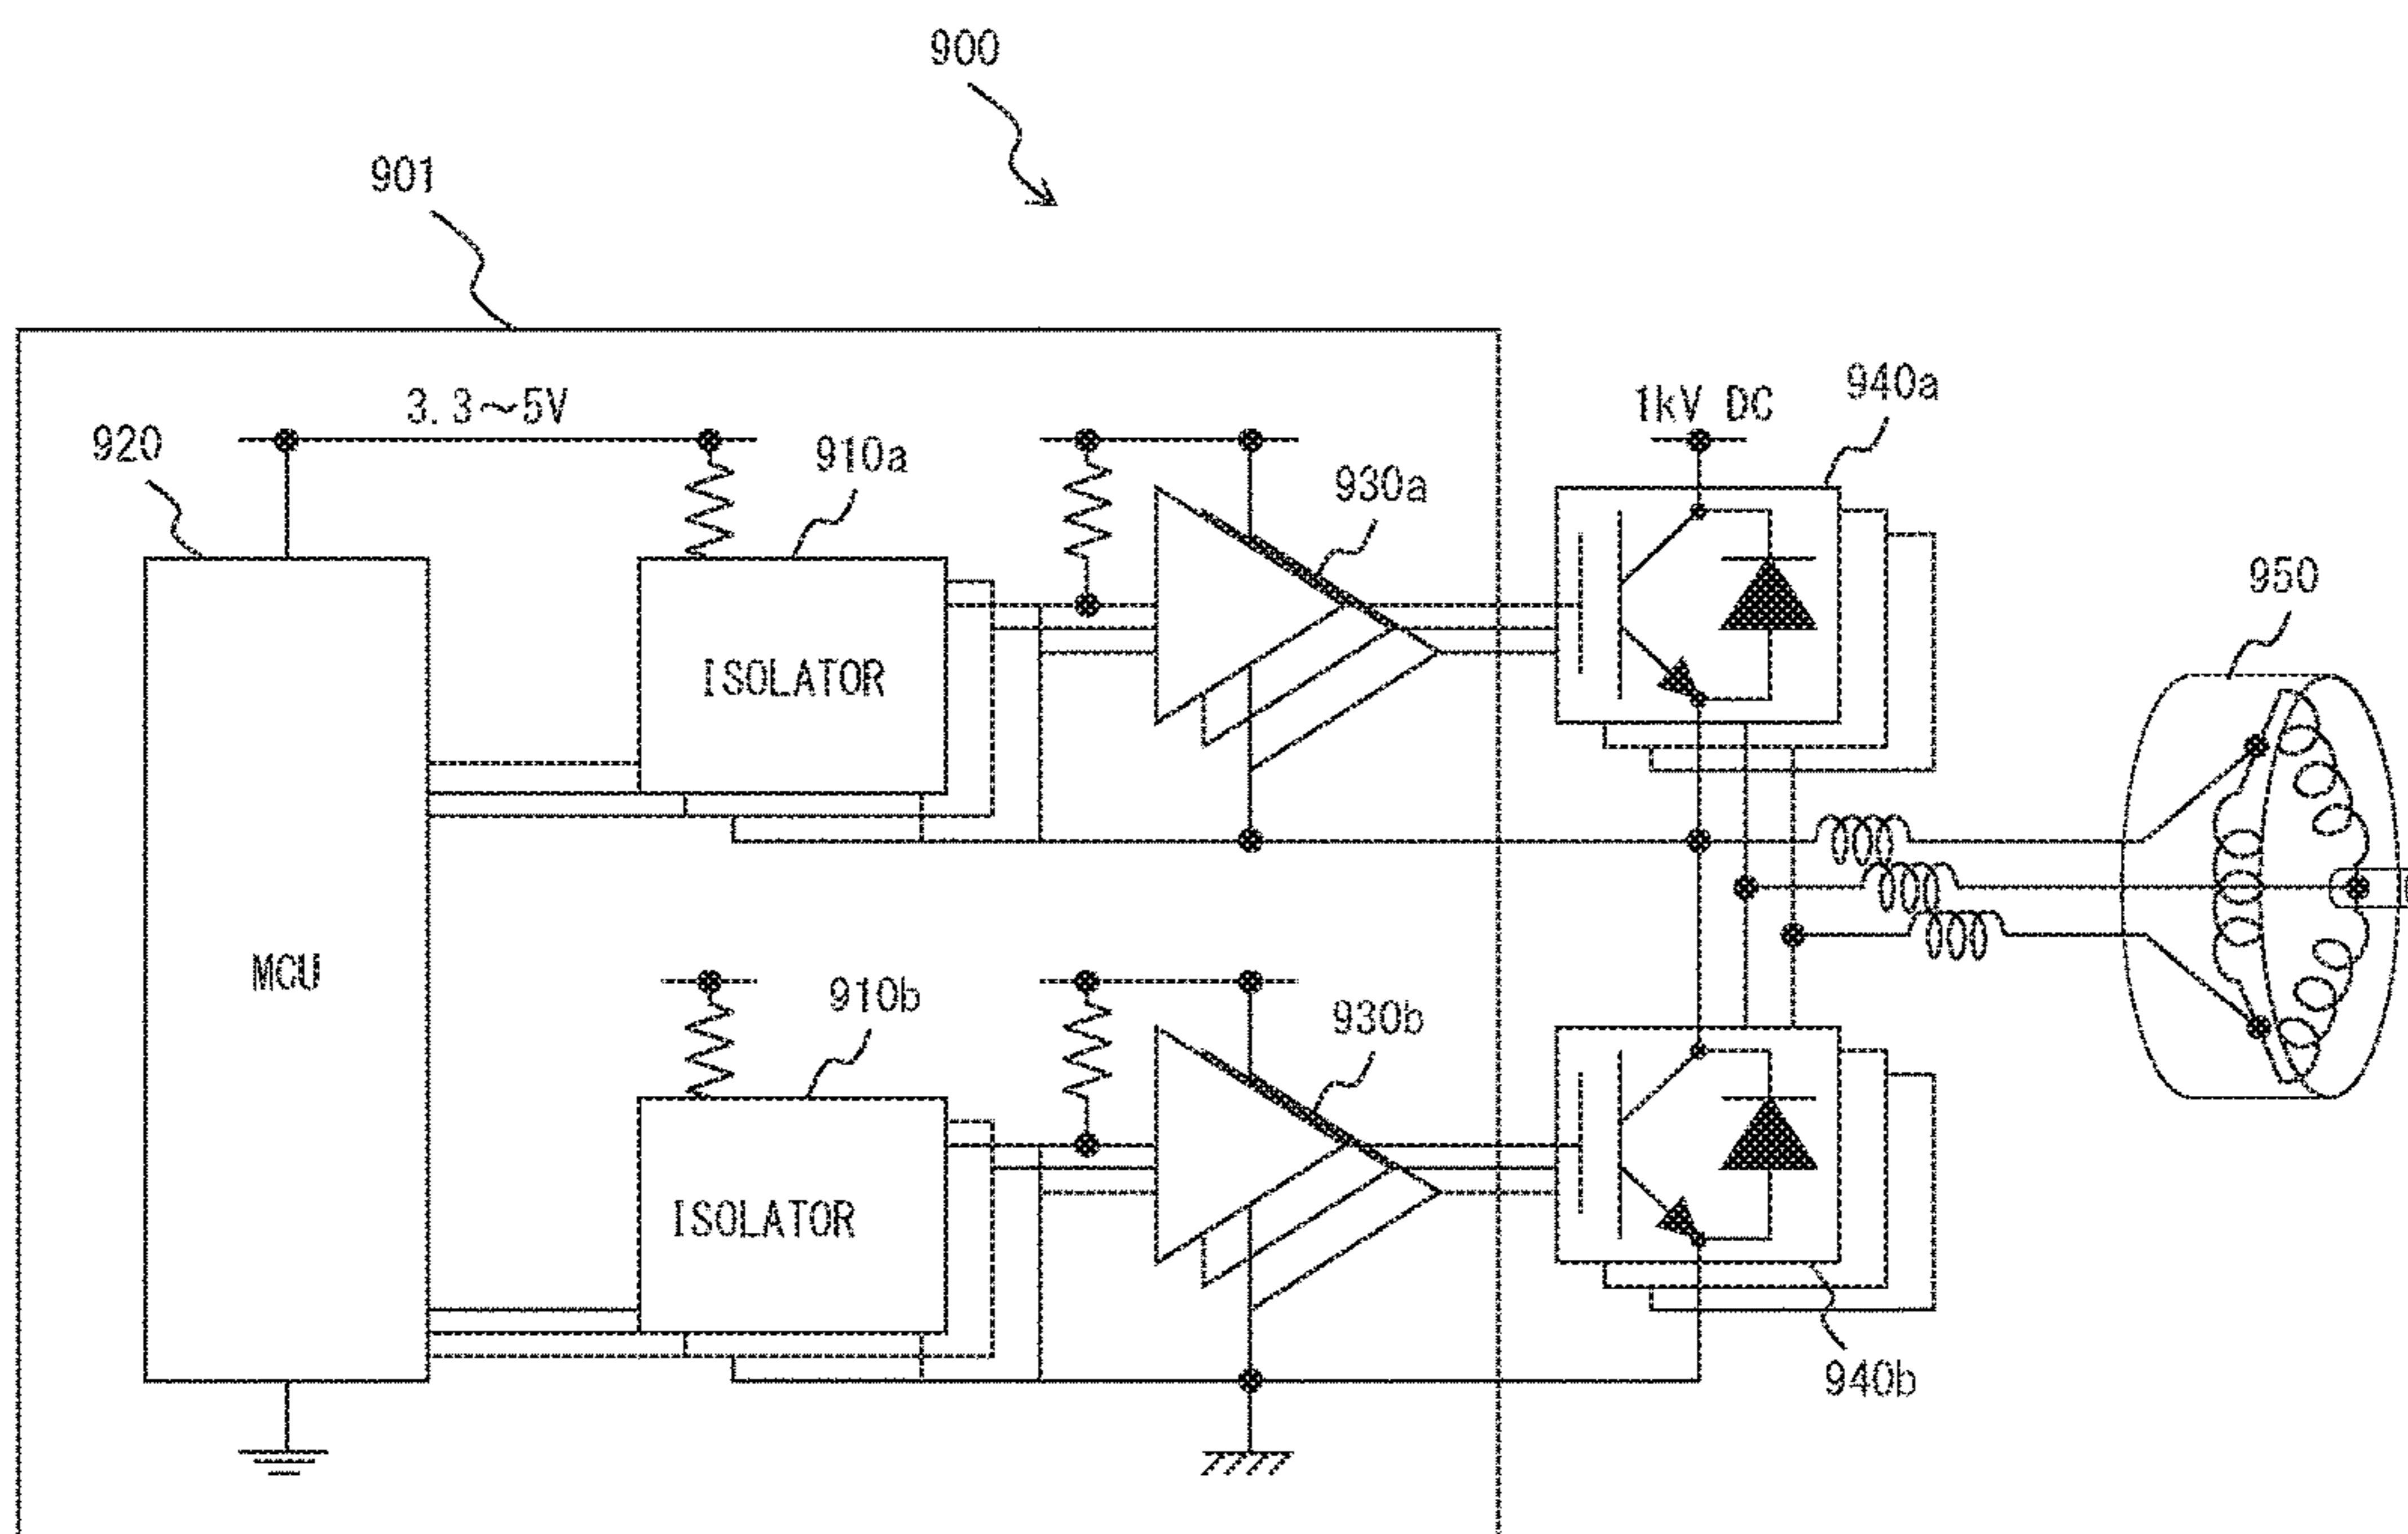 900
901
3.3~5V
1kV DC
940a
920
910a
930a
950
ISOLATOR
MCU
910b
930b
ISOLATOR
940b